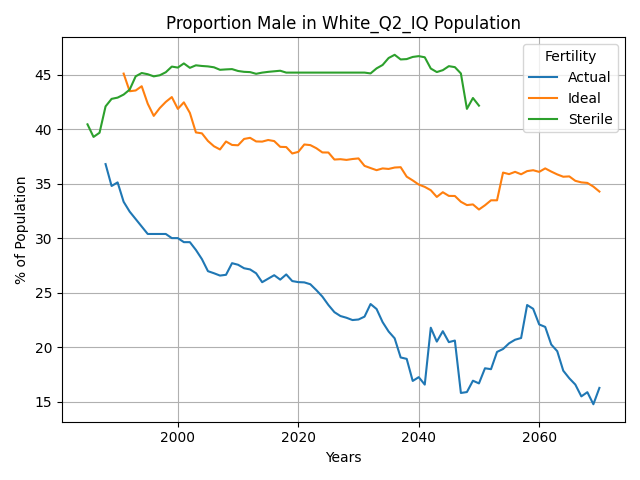 Proportion Male in White_Q2_IQ Population
% of Population
45
40
35
30
25
20
15
2000
2020
2040
2060
Years
Fertility
Actual
Ideal
Sterile